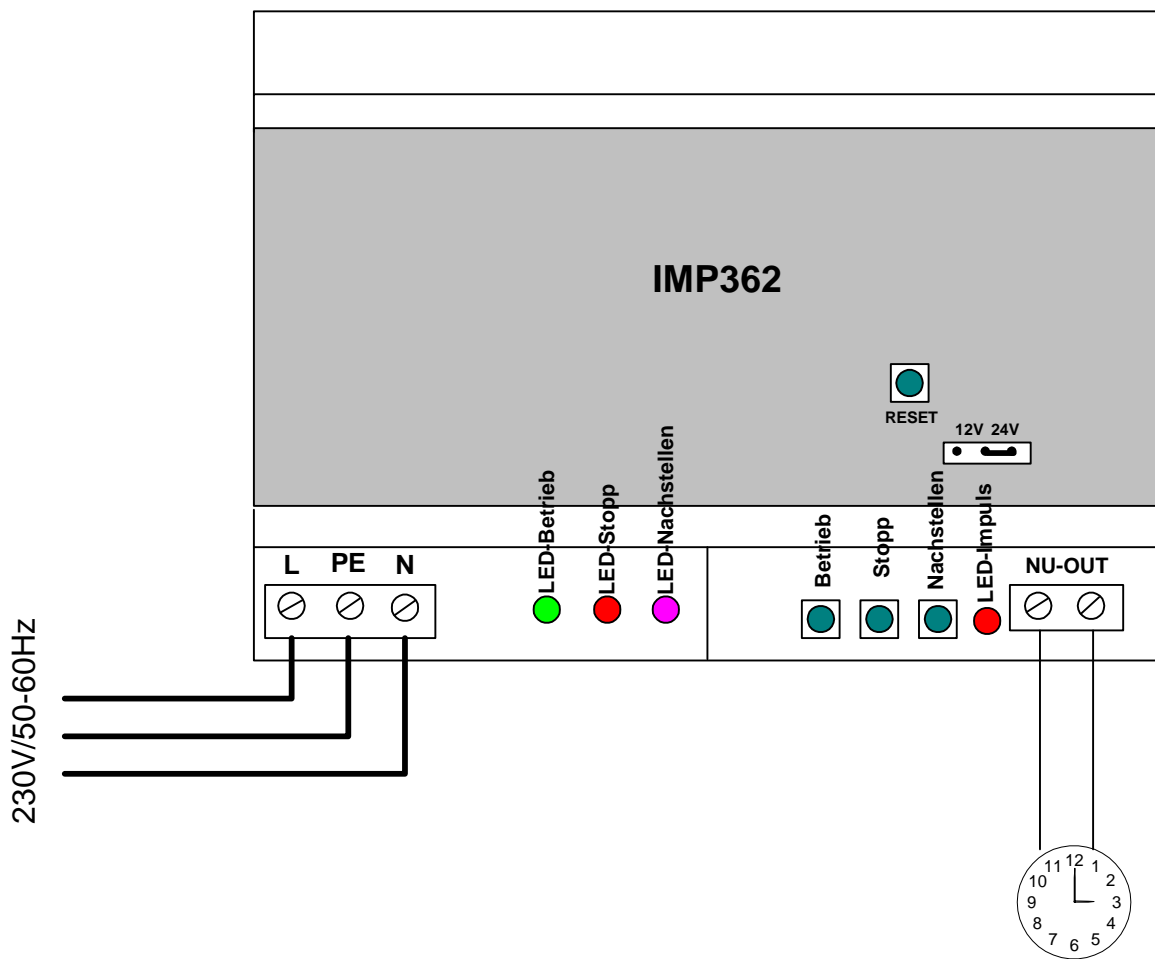 IMP362
RESET
12V 24V
LED-Betrieb
LED-Stopp
LED-Nachstellen
Betrieb
Stopp
Nachstellen
LED-Impuls
L PE N
NU-OUT
230V/50-60Hz
12
1
2
3
4
5
6
7
8
9
10
11